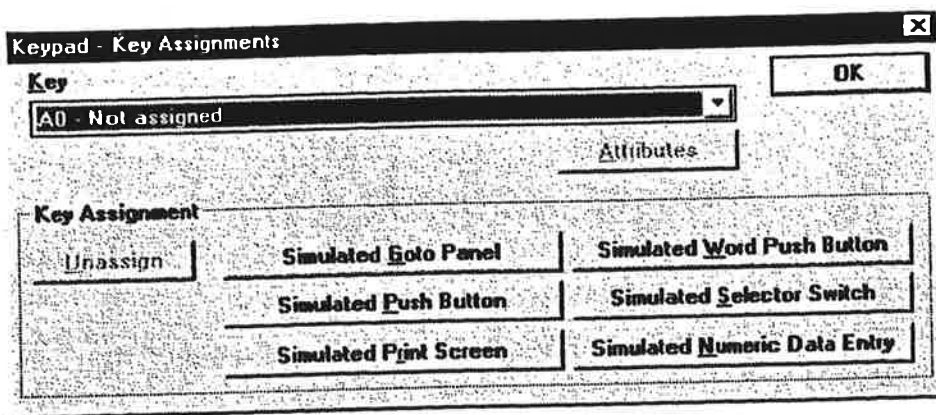 Keypad - Key Assignments
Key
OK
A0 - Not assigned
Attributes
Key Assignment
Unassign
Simulated Goto Panel
Simulated Word Push Button
Simulated Push Button
Simulated Selector Switch
Simulated Print Screen
Simulated Numeric Data Entry